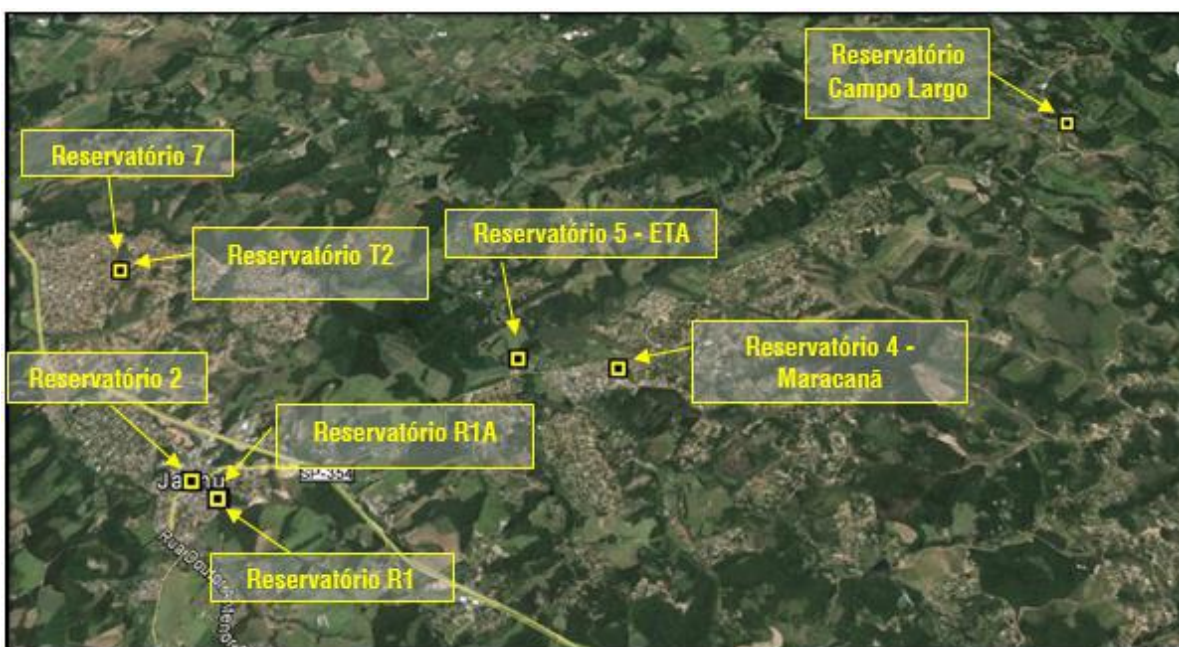 Reservatório
Campo Largo
Reservatório 7
Reservatório 5 - ETA
Reservatório T2
Reservatório 4 -
Maracanã
Reservatório 2
Reservatório R1A
SP-354
Reservatório R1